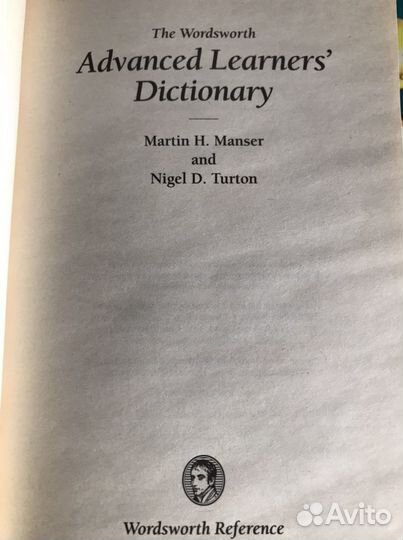 The Wordsworth
Advanced Learners'
Dictionary
Martin H. Manser
and
Nigel D. Turton
Wordsworth Reference
Avito